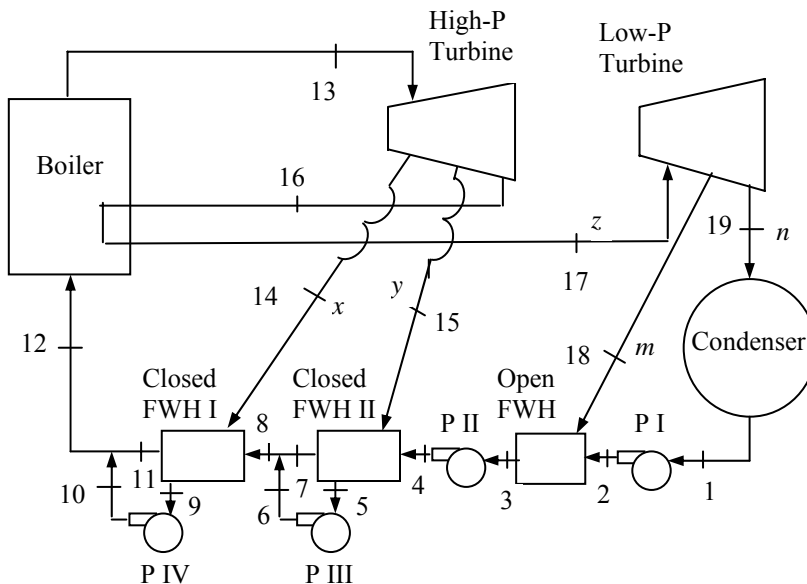 High-P
Turbine
Low-P
Turbine
13
Boiler
16
z
19
n
17
14
x
y
15
12
18
m
Condenser
Closed
FWH I
8
Closed
FWH II
Open
FWH
P II
P I
10
11
9
7
6
5
4
3
2
1
P IV
P III